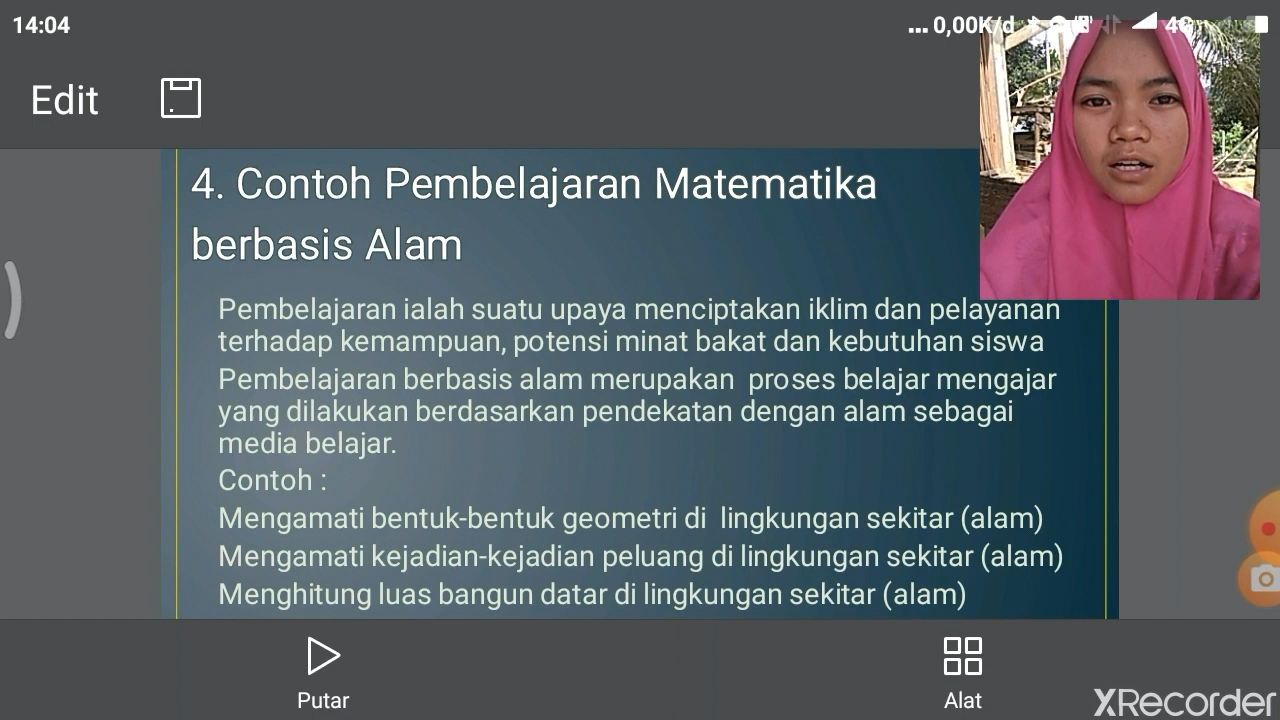 14:04
... 0,00K/d
4G
Edit
4. Contoh Pembelajaran Matematika
berbasis Alam
Pembelajaran ialah suatu upaya menciptakan iklim dan pelayanan
terhadap kemampuan, potensi minat bakat dan kebutuhan siswa
Pembelajaran berbasis alam merupakan proses belajar mengajar
yang dilakukan berdasarkan pendekatan dengan alam sebagai
media belajar.
Contoh :
Mengamati bentuk-bentuk geometri di lingkungan sekitar (alam)
Mengamati kejadian-kejadian peluang di lingkungan sekitar (alam)
Menghitung luas bangun datar di lingkungan sekitar (alam)
Putar
Alat
XRecorder